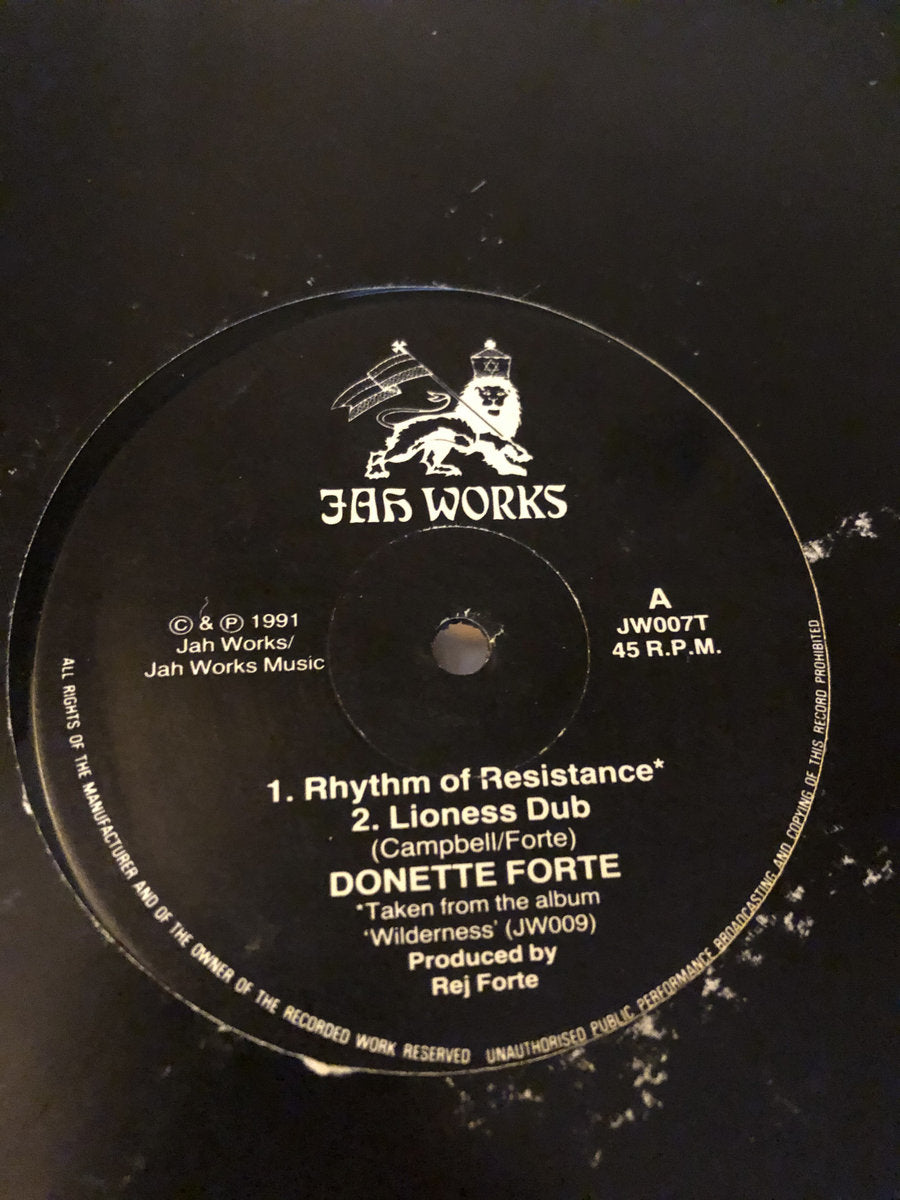 JAH WORKS
© & ℗ 1991
Jah Works/
Jah Works Music
A
JW007T
45 R.P.M.
1. Rhythm of Resistance*
2. Lioness Dub
(Campbell/Forte)
DONETTE FORTE
*Taken from the album
'Wilderness' (JW009)
Produced by
Rej Forte
ALL RIGHTS OF THE MANUFACTURER AND OF THE OWNER OF THE RECORDED WORK RESERVED UNAUTHORISED PUBLIC PERFORMANCE BROADCASTING AND COPYING OF THIS RECORD PROHIBITED